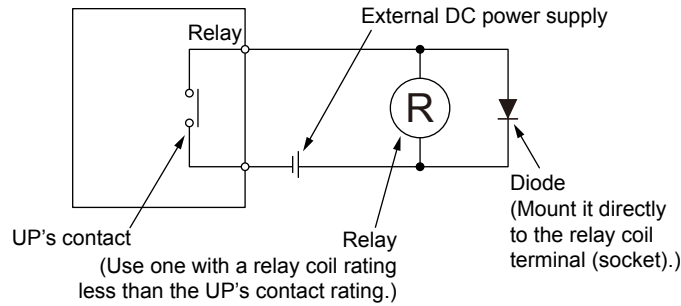 External DC power supply
Relay
R
Diode
(Mount it directly
to the relay coil
terminal (socket).)
UP's contact
Relay
(Use one with a relay coil rating
less than the UP's contact rating.)